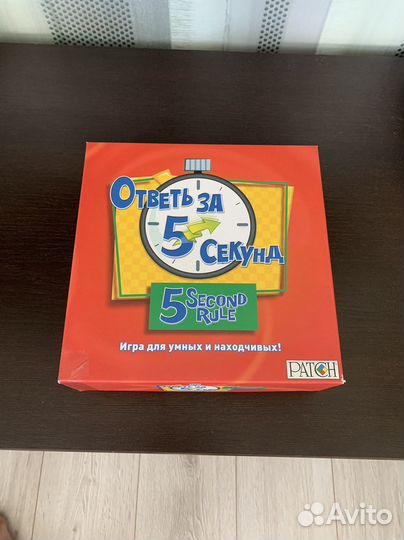 Ответь за
5 секунд
5 Second
Rule
Игра для умных и находчивых!
PATCH
Avito